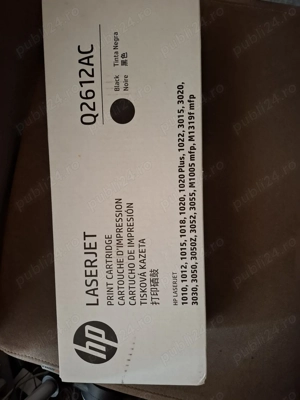 hp
LASERJET
Q2612AC
PRINT CARTRIDGE
CARTOUCHE D'IMPRESSION
CARTUCHO DE IMPRESIÓN
TISKOVÁ KAZETA
打印硒鼓
Black
Noire
Tinta Negra
黑色
HP LASERJET
1010, 1012, 1015, 1018, 1020, 1020 Plus, 1022, 3015, 3020,
3030, 3050, 3050Z, 3052, 3055, M1005 mfp, M1319f mfp